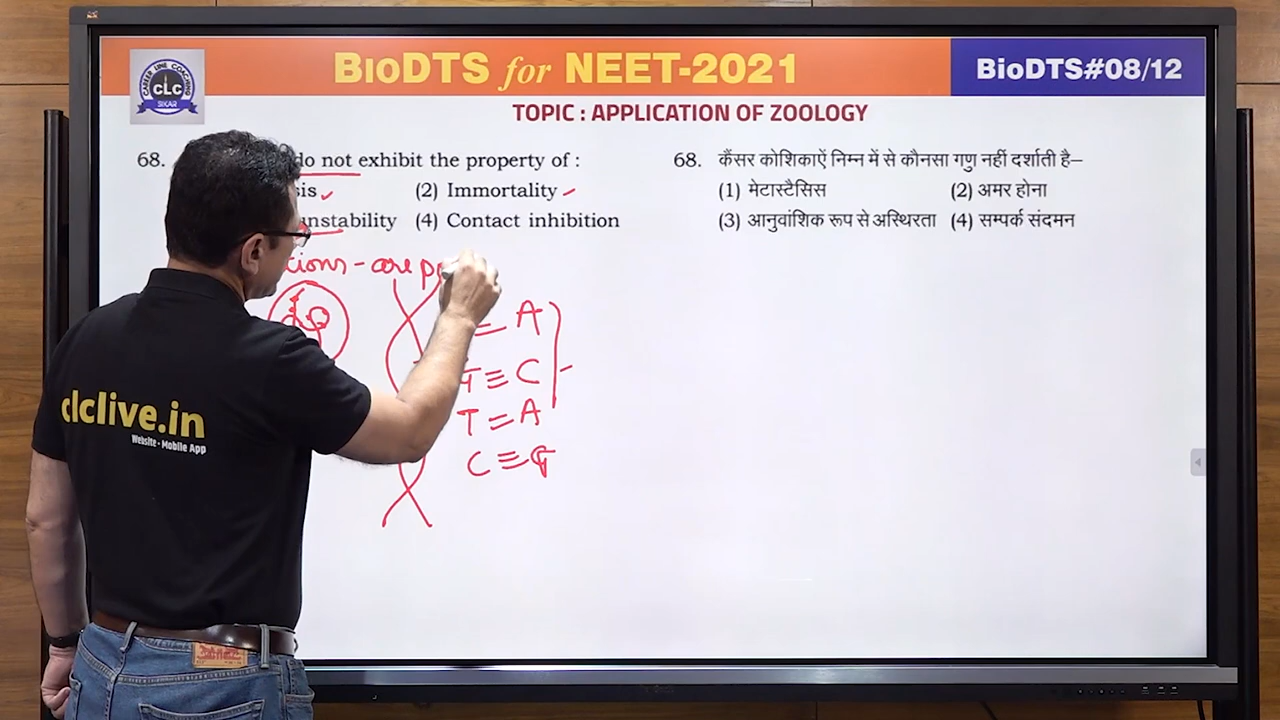 BIODTS for NEET-2021
BIODTS#08/12
CAREER LINE COACHING
CLC
SIKAR
TOPIC : APPLICATION OF ZOOLOGY
68. do not exhibit the property of :
(2) Immortality
(4) Contact inhibition
68. कैंसर कोशिकाऐं निम्न में से कौनसा गुण नहीं दर्शाती है–
(1) मेटास्टैसिस (2) अमर होना
(3) आनुवांशिक रूप से अस्थिरता (4) सम्पर्क संदमन
are
= A
≡ C
T = A
C ≡ G
clclive.in
Website • Mobile App